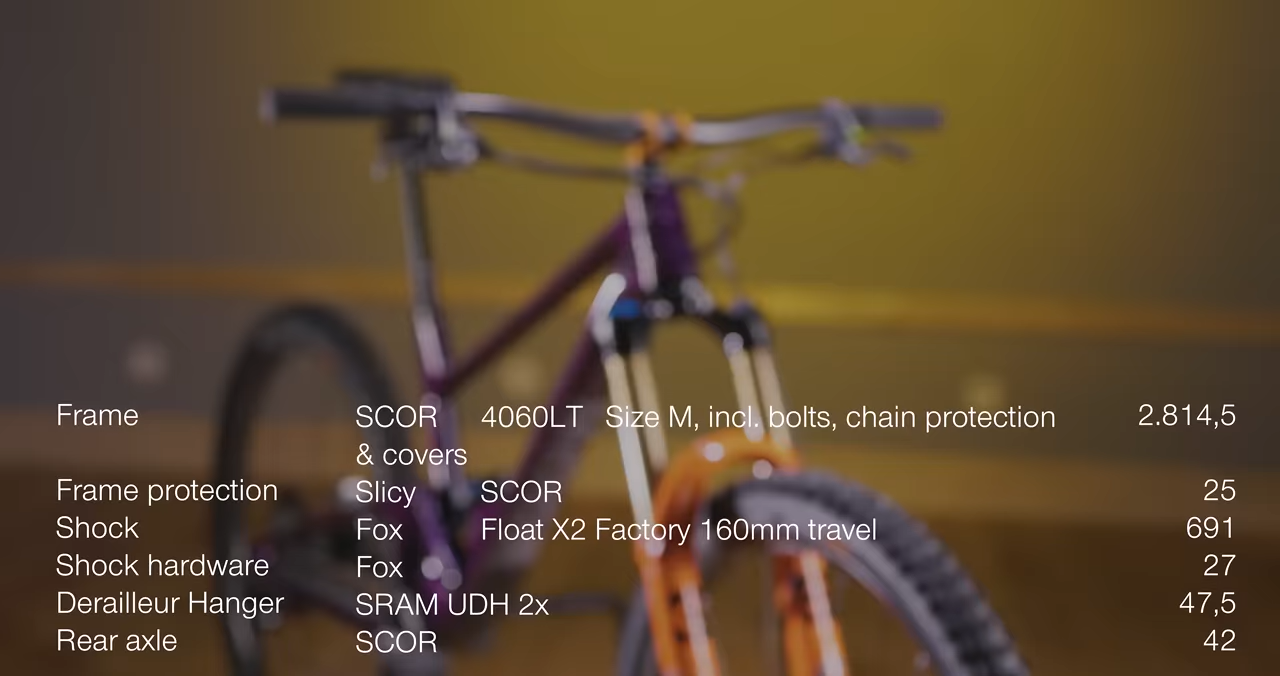 Frame SCOR 4060LT Size M, incl. bolts, chain protection 2.814,5
& covers
Frame protection Slicy SCOR 25
Shock Fox Float X2 Factory 160mm travel 691
Shock hardware Fox 27
Derailleur Hanger SRAM UDH 2x 47,5
Rear axle SCOR 42